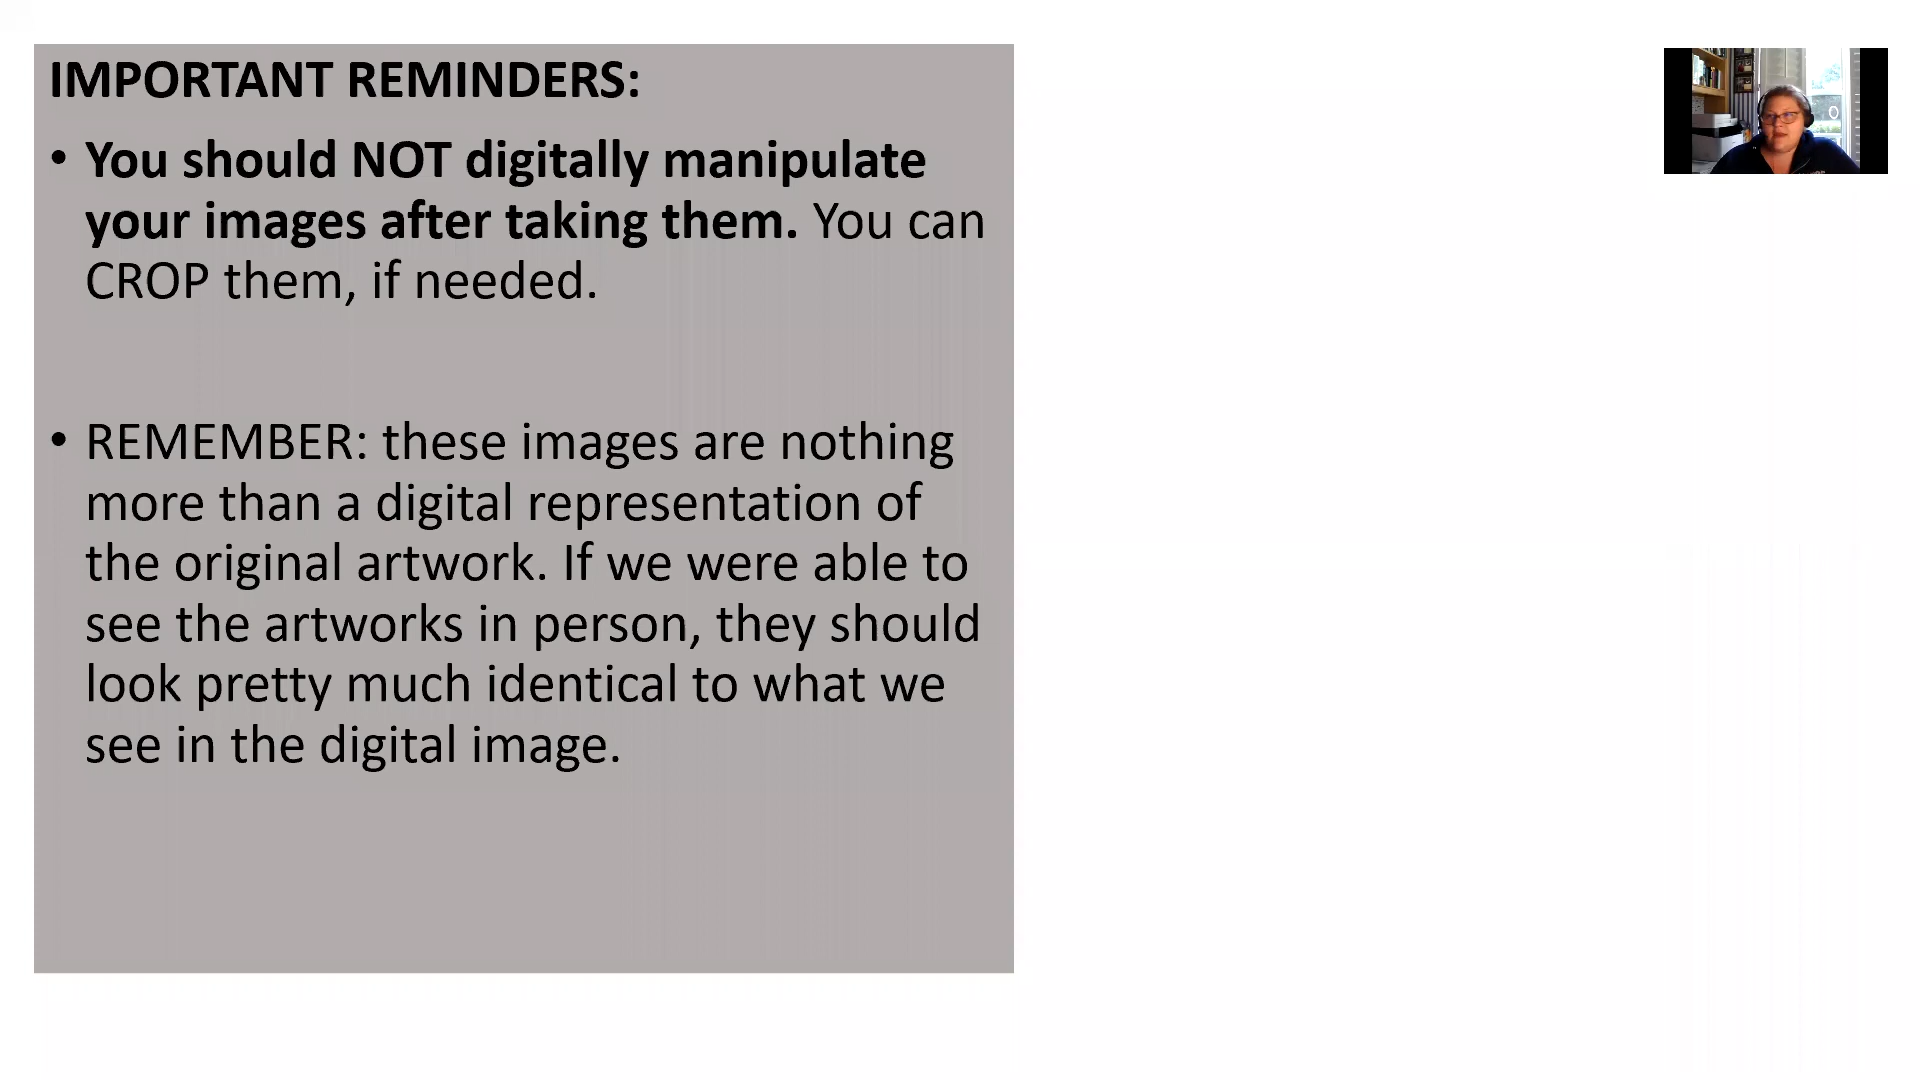 IMPORTANT REMINDERS:
• You should NOT digitally manipulate
your images after taking them. You can
CROP them, if needed.
• REMEMBER: these images are nothing
more than a digital representation of
the original artwork. If we were able to
see the artworks in person, they should
look pretty much identical to what we
see in the digital image.